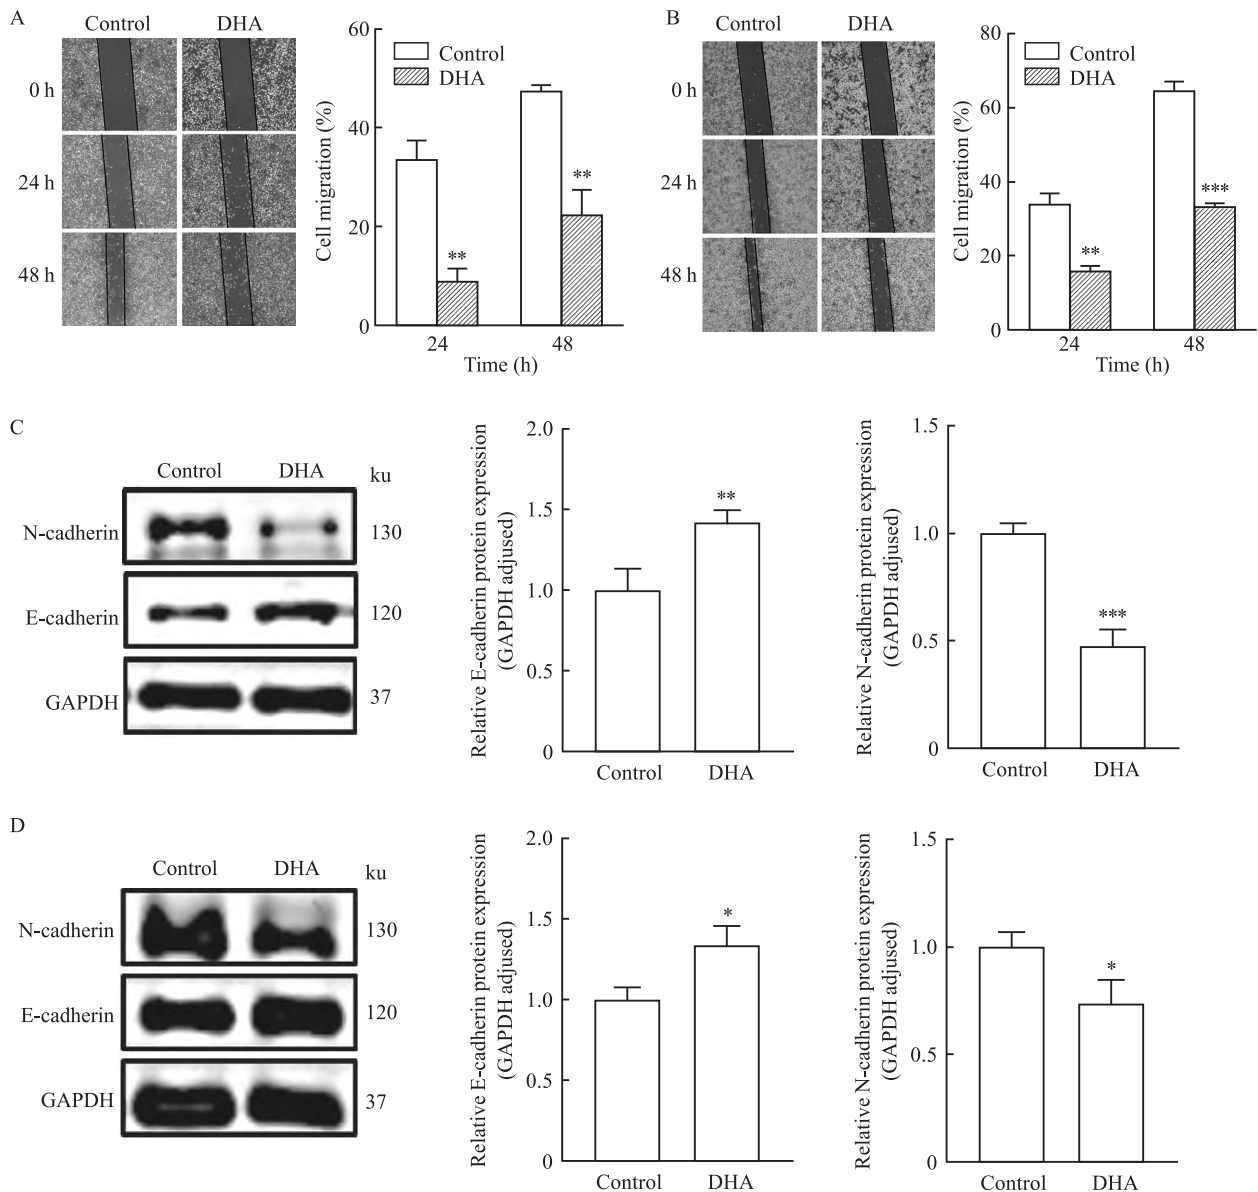 A
Control
DHA
0 h
24 h
48 h
Cell migration (%)
60
40
20
0
Control
DHA
**
**
24
48
Time (h)
B
Control
DHA
0 h
24 h
48 h
Cell migration (%)
80
60
40
20
0
Control
DHA
**
***
24
48
Time (h)
C
Control
DHA
ku
N-cadherin
130
E-cadherin
120
GAPDH
37
Relative E-cadherin protein expression
(GAPDH adjused)
2.0
1.5
1.0
0.5
0
**
Control
DHA
Relative N-cadherin protein expression
(GAPDH adjused)
1.5
1.0
0.5
0
***
Control
DHA
D
Control
DHA
ku
N-cadherin
130
E-cadherin
120
GAPDH
37
Relative E-cadherin protein expression
(GAPDH adjused)
2.0
1.5
1.0
0.5
0
*
Control
DHA
Relative N-cadherin protein expression
(GAPDH adjused)
1.5
1.0
0.5
0
*
Control
DHA